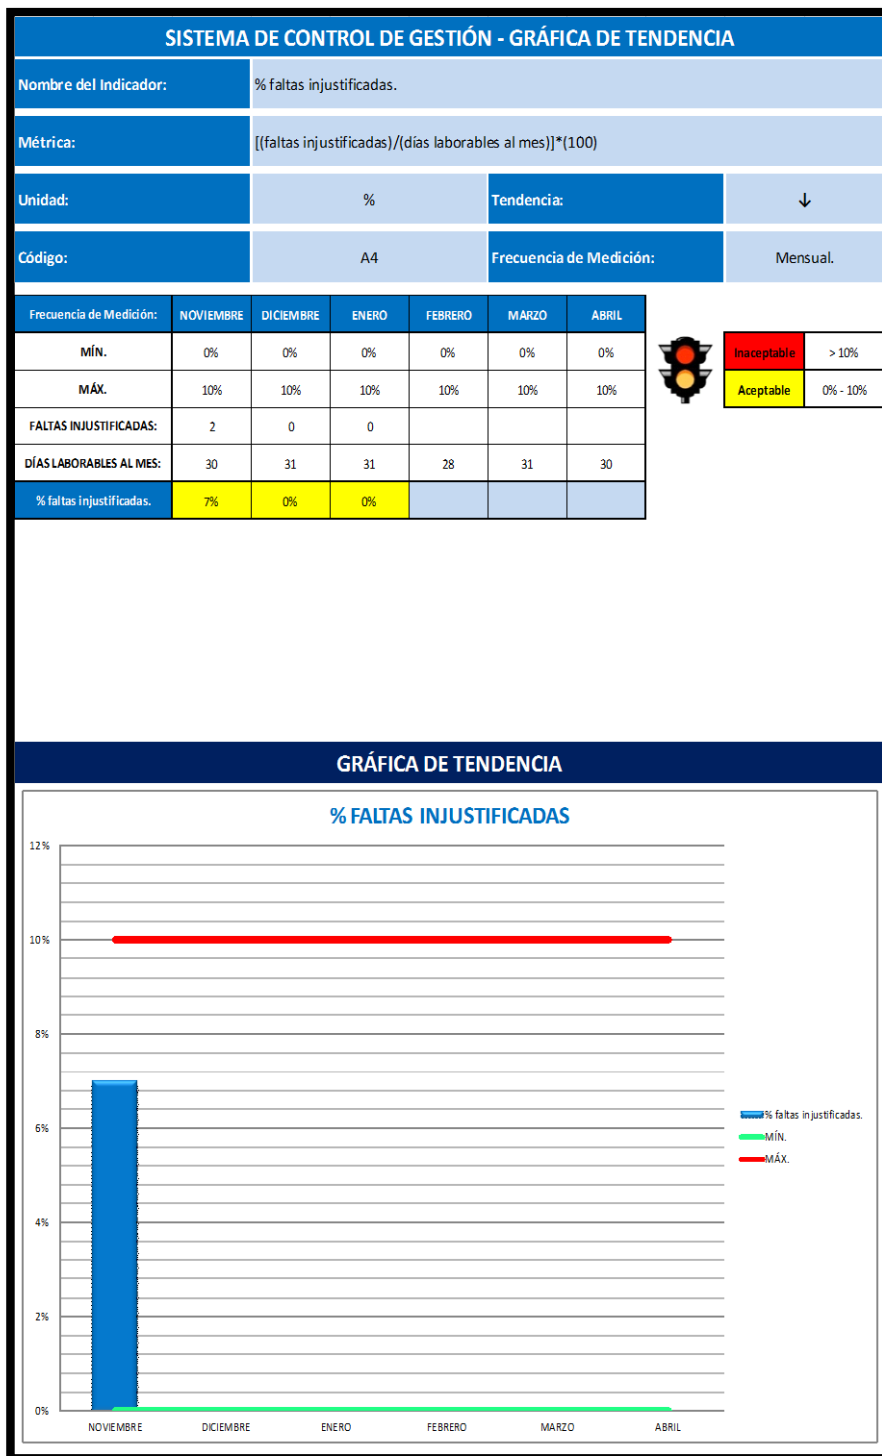 SISTEMA DE CONTROL DE GESTIÓN - GRÁFICA DE TENDENCIA
Nombre del Indicador: % faltas injustificadas.
Métrica: [(faltas injustificadas)/(días laborables al mes)]*(100)
Unidad: % Tendencia: ↓
Código: A4 Frecuencia de Medición: Mensual.
Frecuencia de Medición: NOVIEMBRE DICIEMBRE ENERO FEBRERO MARZO ABRIL
MÍN. 0% 0% 0% 0% 0% 0% Inaceptable > 10%
MÁX. 10% 10% 10% 10% 10% 10% Aceptable 0% - 10%
FALTAS INJUSTIFICADAS: 2 0 0
DÍAS LABORABLES AL MES: 30 31 31 28 31 30
% faltas injustificadas. 7% 0% 0%
GRÁFICA DE TENDENCIA
% FALTAS INJUSTIFICADAS
12%
10%
8%
6%
4%
2%
0%
NOVIEMBRE DICIEMBRE ENERO FEBRERO MARZO ABRIL
% faltas injustificadas.
MÍN.
MÁX.